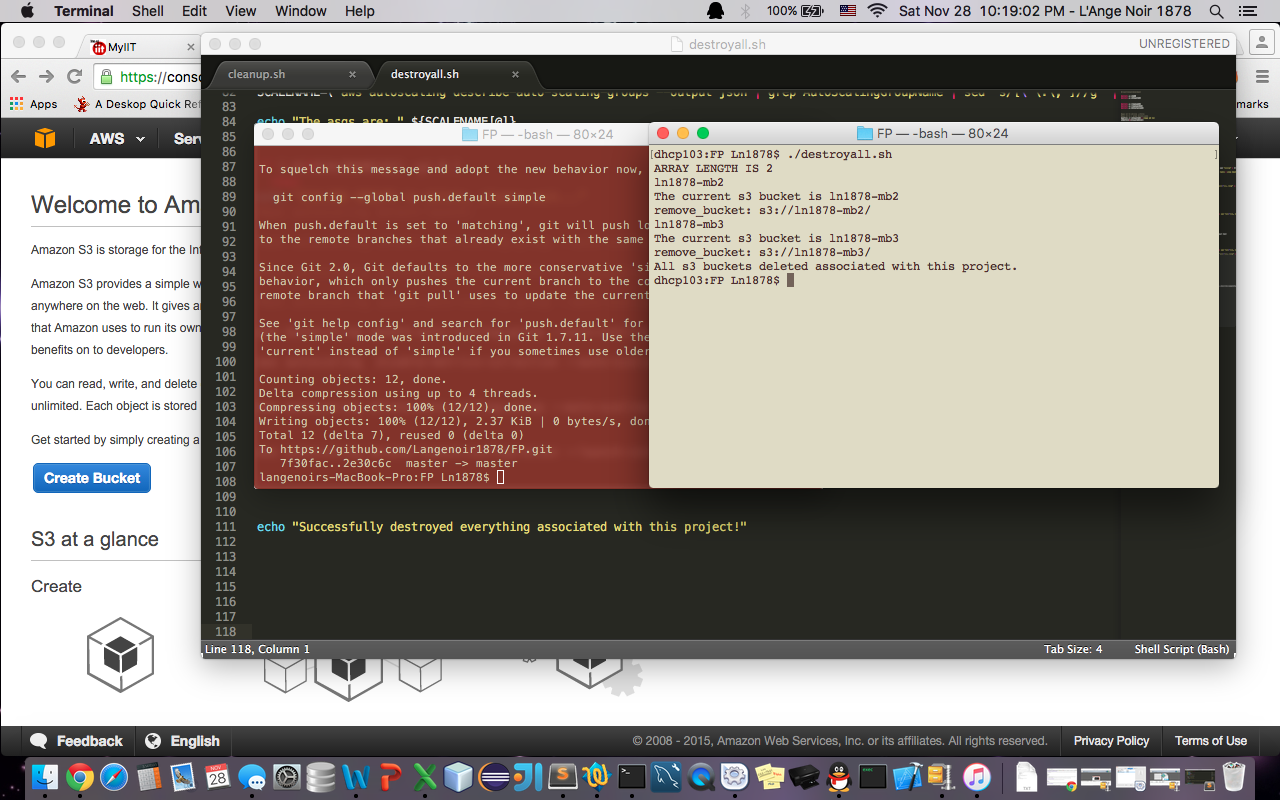 Terminal Shell Edit View Window Help 100% Sat Nov 28 10:19:02 PM - L'Ange Noir 1878
MyIIT
destroyall.sh
UNREGISTERED
https://conso
Apps A Deskop Quick Ref
marks
cleanup.sh
destroyall.sh
AWS Serv
Welcome to Am
Amazon S3 is storage for the Int
Amazon S3 provides a simple w
anywhere on the web. It gives a
that Amazon uses to run its own
benefits on to developers.
You can read, write, and delete
unlimited. Each object is stored
Get started by simply creating a
Create Bucket
S3 at a glance
Create
83
84 echo "The asgs are: " ${SCALENAME[@]}
85
86
87
88
89
90
91
92
93
94
95
96
97
98
99
100
101
102
103
104
105
106
107
108
109
110
111 echo "Successfully destroyed everything associated with this project!"
112
113
114
115
116
117
118
FP — -bash — 80×24
To squelch this message and adopt the new behavior now,
git config --global push.default simple
When push.default is set to 'matching', git will push lo
to the remote branches that already exist with the same
Since Git 2.0, Git defaults to the more conservative 'si
behavior, which only pushes the current branch to the co
remote branch that 'git pull' uses to update the current
See 'git help config' and search for 'push.default' for
(the 'simple' mode was introduced in Git 1.7.11. Use the
'current' instead of 'simple' if you sometimes use older
Counting objects: 12, done.
Delta compression using up to 4 threads.
Compressing objects: 100% (12/12), done.
Writing objects: 100% (12/12), 2.37 KiB | 0 bytes/s, don
Total 12 (delta 7), reused 0 (delta 0)
To https://github.com/Langenoir1878/FP.git
7f30fac..2e30c6c master -> master
langenoirs-MacBook-Pro:FP Ln1878$
FP — -bash — 80×24
[dhcp103:FP Ln1878$ ./destroyall.sh ]
ARRAY LENGTH IS 2
ln1878-mb2
The current s3 bucket is ln1878-mb2
remove_bucket: s3://ln1878-mb2/
ln1878-mb3
The current s3 bucket is ln1878-mb3
remove_bucket: s3://ln1878-mb3/
All s3 buckets deleted associated with this project.
dhcp103:FP Ln1878$
Line 118, Column 1
Tab Size: 4
Shell Script (Bash)
Feedback
English
© 2008 - 2015, Amazon Web Services, Inc. or its affiliates. All rights reserved.
Privacy Policy
Terms of Use
NOV
28